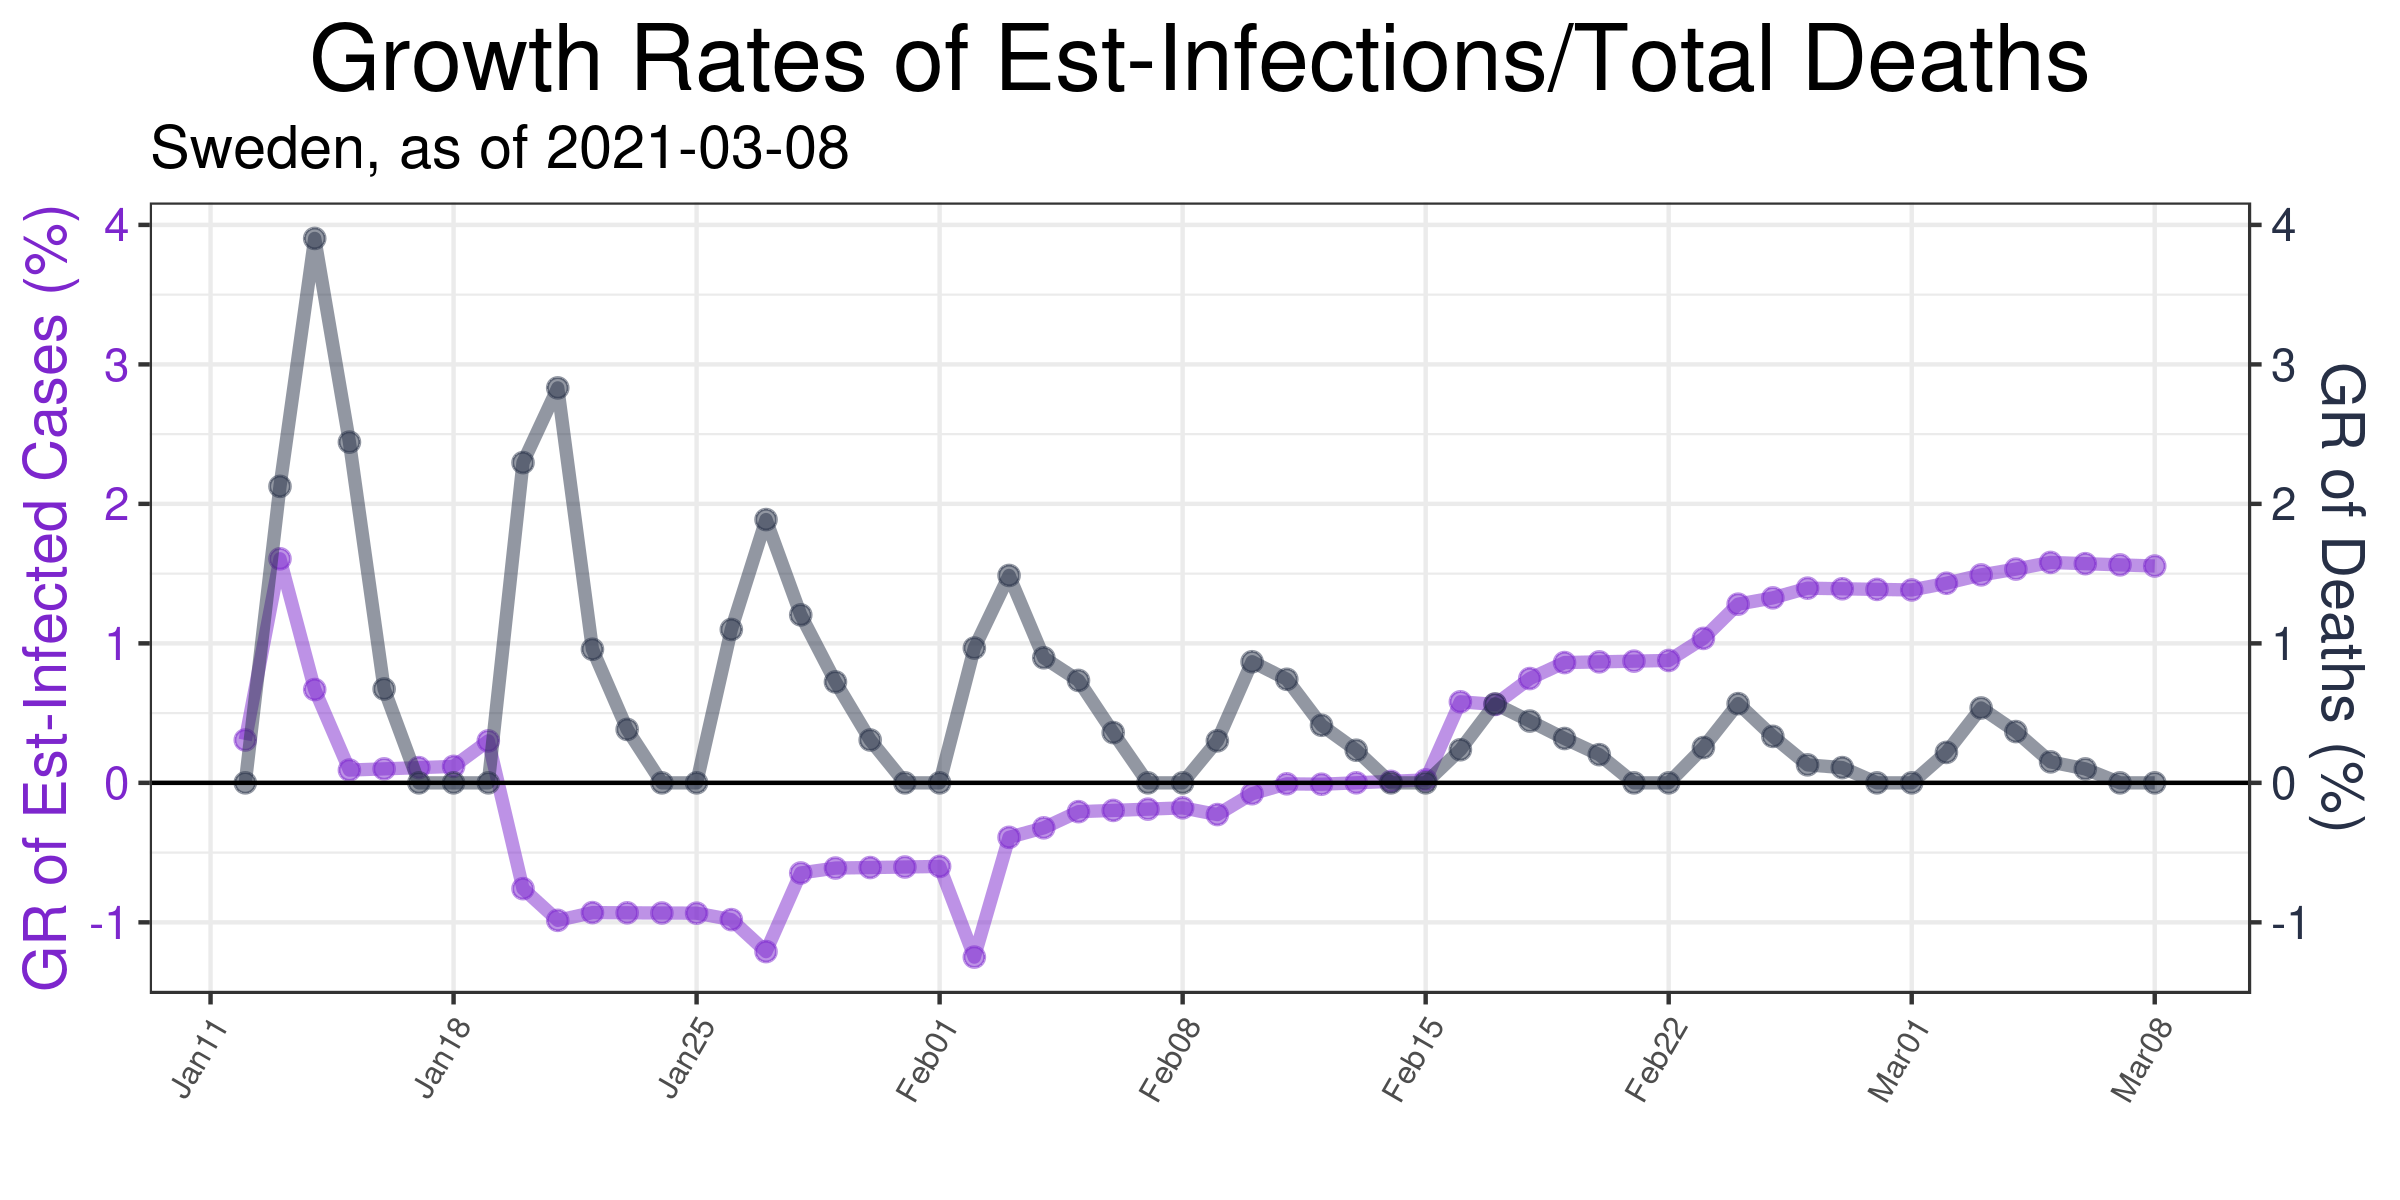 Growth Rates of Est-Infections/Total Deaths
Sweden, as of 2021-03-08
GR of Est-Infected Cases (%)
4
3
2
1
0
-1
4
3
2
1
0
-1
GR of Deaths (%)
Jan11
Jan18
Jan25
Feb01
Feb08
Feb15
Feb22
Mar01
Mar08